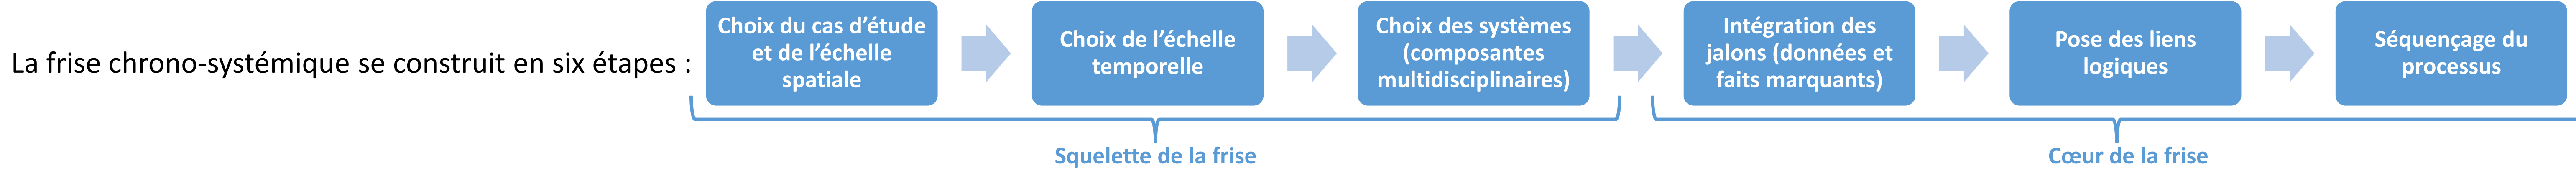 La frise chrono-systémique se construit en six étapes :
Choix du cas d’étude
et de l’échelle
spatiale
Choix de l’échelle
temporelle
Choix des systèmes
(composantes
multidisciplinaires)
Intégration des
jalons (données et
faits marquants)
Pose des liens
logiques
Séquençage du
processus
Squelette de la frise
Cœur de la frise